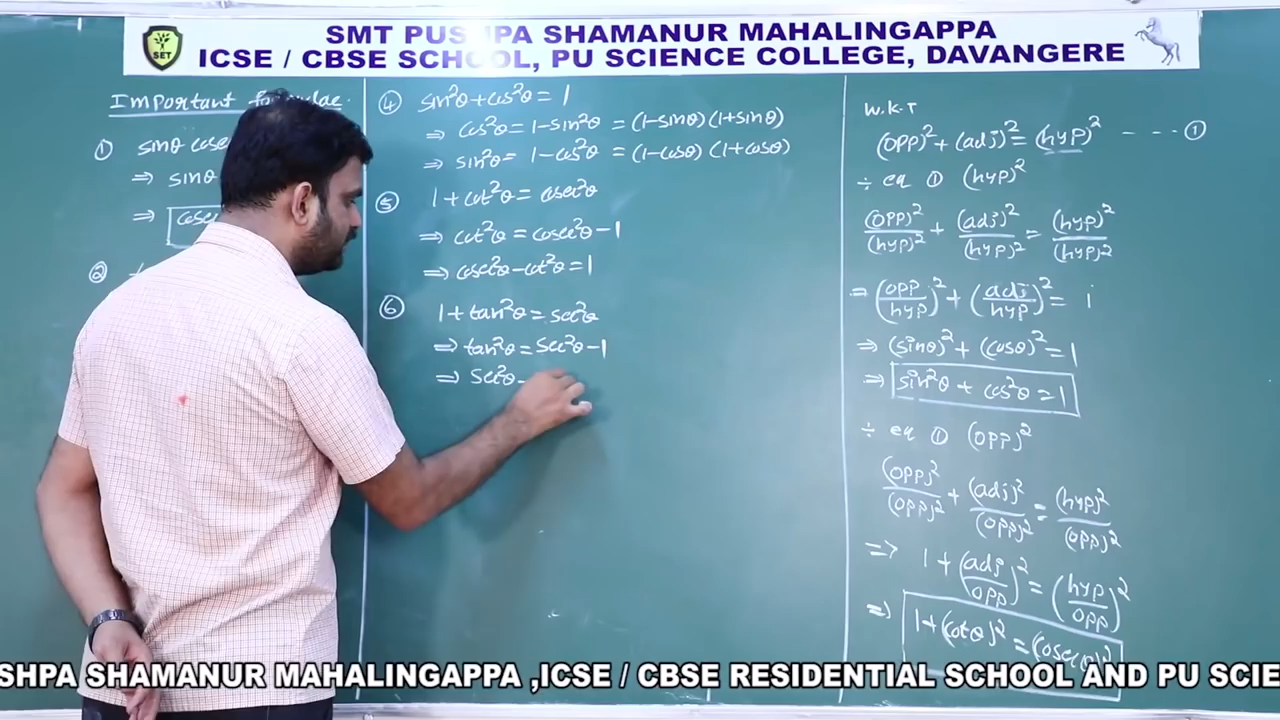 SMT PUSHPA SHAMANUR MAHALINGAPPA
ICSE / CBSE SCHOOL, PU SCIENCE COLLEGE, DAVANGERE
SET
Important formulae.
① sinθ cose
⇒ sinθ
⇒ cose
②
④ sin²θ+cos²θ = 1
⇒ cos²θ = 1-sin²θ = (1-sinθ) (1+sinθ)
⇒ sin²θ = 1-cos²θ = (1-cosθ) (1+cosθ)
⑤ 1+cot²θ = cosec²θ
⇒ cot²θ = cosec²θ-1
⇒ cosec²θ-cot²θ = 1
⑥ 1+tan²θ = sec²θ
⇒ tan²θ = sec²θ-1
⇒ sec²θ-
W.K.T
(opp)²+(adj)² = (hyp)² ---- ①
÷ eq ① (hyp)²
(opp)²/(hyp)² + (adj)²/(hyp)² = (hyp)²/(hyp)²
⇒ (opp/hyp)² + (adj/hyp)² = 1
⇒ (sinθ)² + (cosθ)² = 1
⇒ sin²θ + cos²θ = 1
÷ eq ① (opp)²
(opp)²/(opp)² + (adj)²/(opp)² = (hyp)²/(opp)²
⇒ 1+(adj/opp)² = (hyp/opp)²
⇒ 1+(cotθ)² = (cosecθ)²
SHPA SHAMANUR MAHALINGAPPA ,ICSE / CBSE RESIDENTIAL SCHOOL AND PU SCIE